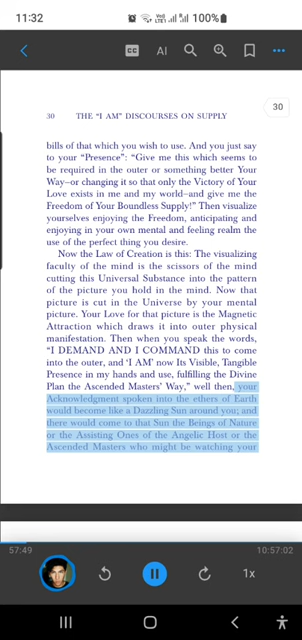 11:32
100%
CC
AI
30
30 THE "I AM" DISCOURSES ON SUPPLY
bills of that which you wish to use. And you just say
to your "Presence": "Give me this which seems to
be required in the outer or something better Your
Way—or changing it so that only the Victory of Your
Love exists in me and my world—and give me the
Freedom of Your Boundless Supply!" Then visualize
yourselves enjoying the Freedom, anticipating and
enjoying in your own mental and feeling realm the
use of the perfect thing you desire.
Now the Law of Creation is this: The visualizing
faculty of the mind is the scissors of the mind
cutting this Universal Substance into the pattern
of the picture you hold in the mind. Now that
picture is cut in the Universe by your mental
picture. Your Love for that picture is the Magnetic
Attraction which draws it into outer physical
manifestation. Then when you speak the words,
"I DEMAND AND I COMMAND this to come
into the outer, and 'I AM' now Its Visible, Tangible
Presence in my hands and use, fulfilling the Divine
Plan the Ascended Masters' Way," well then, your
Acknowledgment spoken into the ethers of Earth
would become like a Dazzling Sun around you; and
there would come to that Sun the Beings of Nature
or the Assisting Ones of the Angelic Host or the
Ascended Masters who might be watching your
57:49
10:57:02
1x